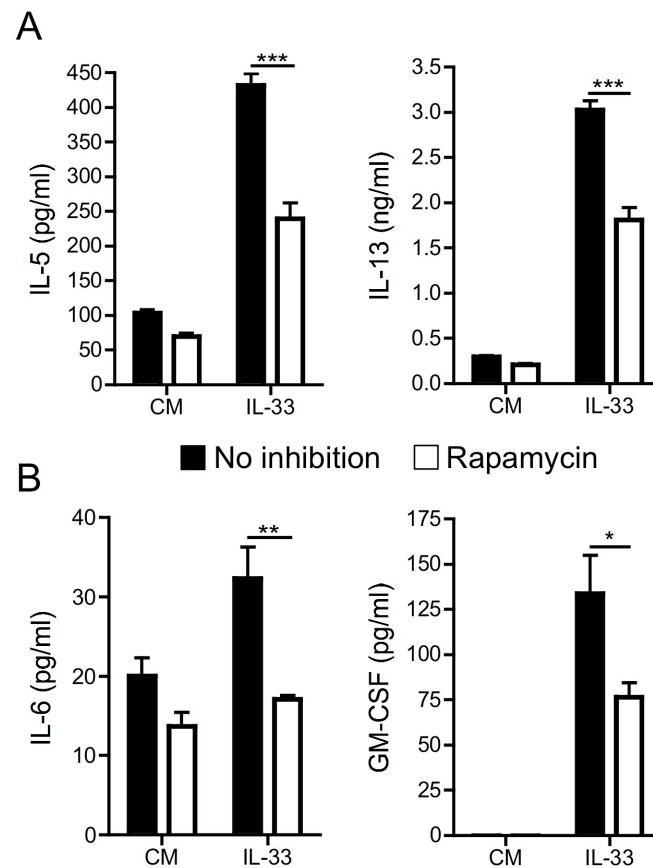 A
IL-5 (pg/ml)
450
400
350
300
250
200
150
100
50
0
***
CM
IL-33
IL-13 (ng/ml)
3.5
3.0
2.5
2.0
1.5
1.0
0.5
0.0
***
CM
IL-33
No inhibition
Rapamycin
B
IL-6 (pg/ml)
40
30
20
10
0
**
CM
IL-33
GM-CSF (pg/ml)
175
150
125
100
75
50
25
0
*
CM
IL-33